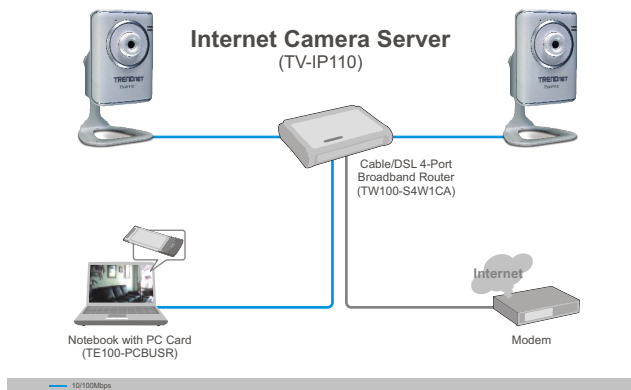 Internet Camera Server
(TV-IP110)
TRENDNET
TRENDNET
Cable/DSL 4-Port
Broadband Router
(TW100-S4W1CA)
Internet
Notebook with PC Card
(TE100-PCBUSR)
Modem
10/100Mbps